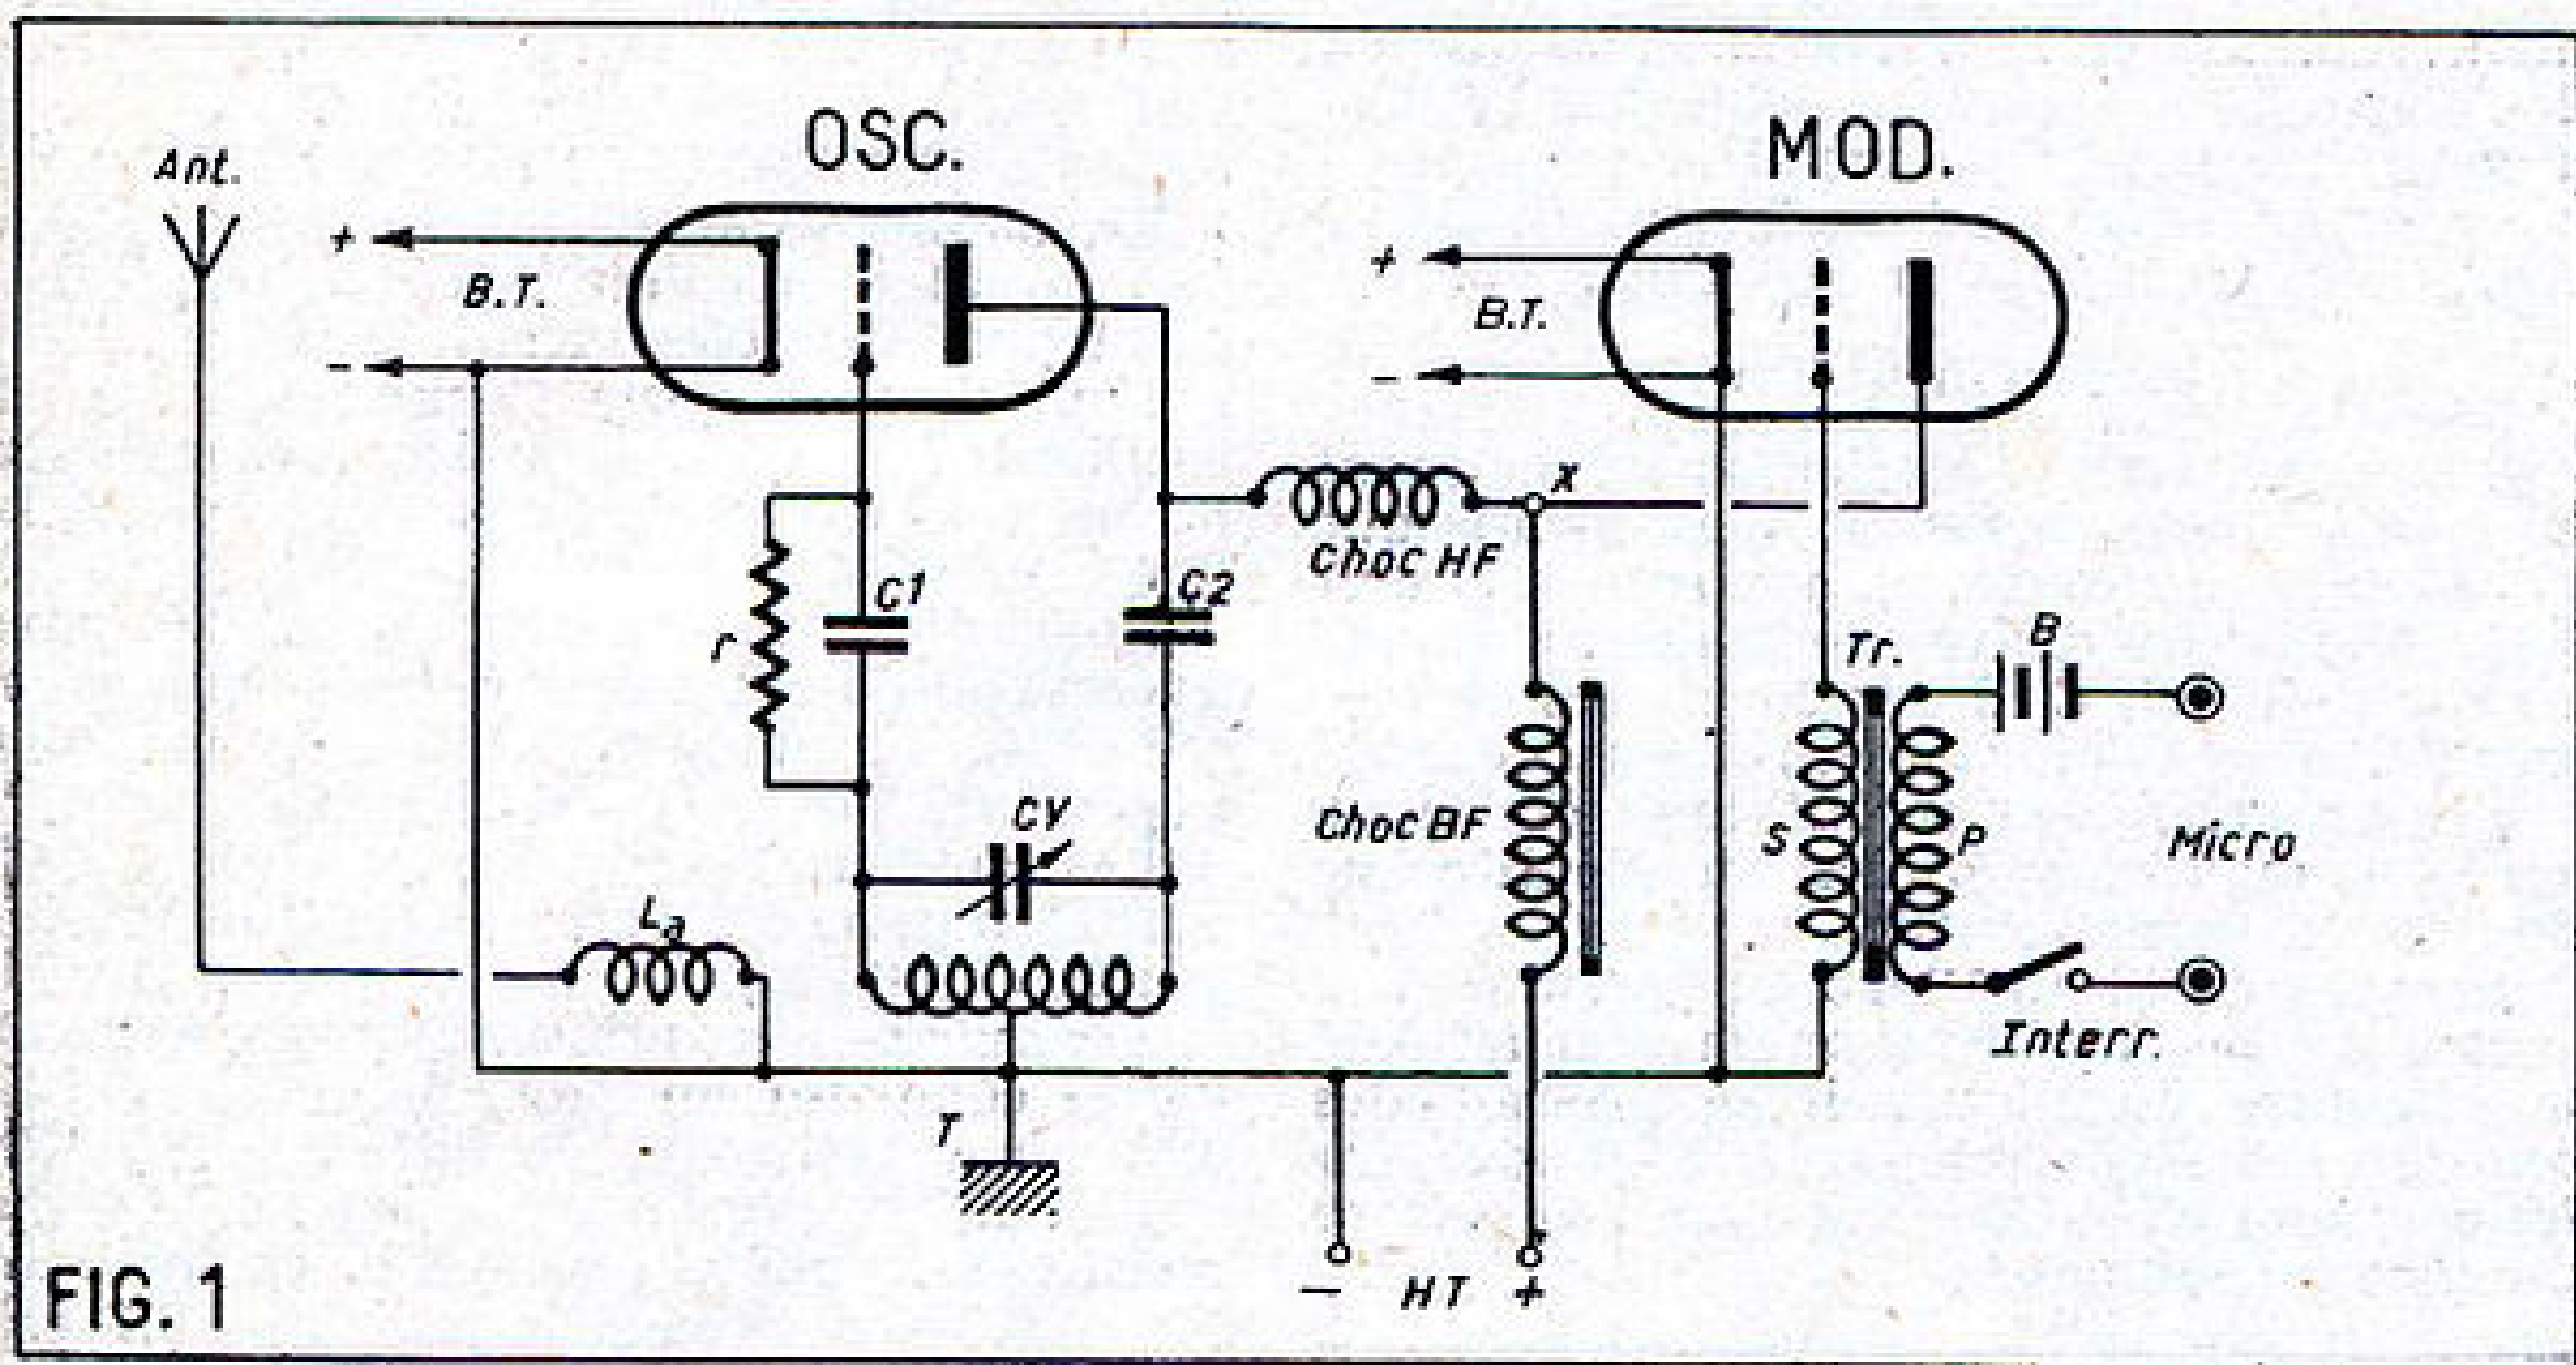 OSC.
MOD.
Ant.
+
B.T.
-
+
B.T.
-
X
Choc HF
C1
C2
r
Tr.
B
CV
Choc BF
S
P
Micro
La
Interr.
T
- HT +
FIG. 1